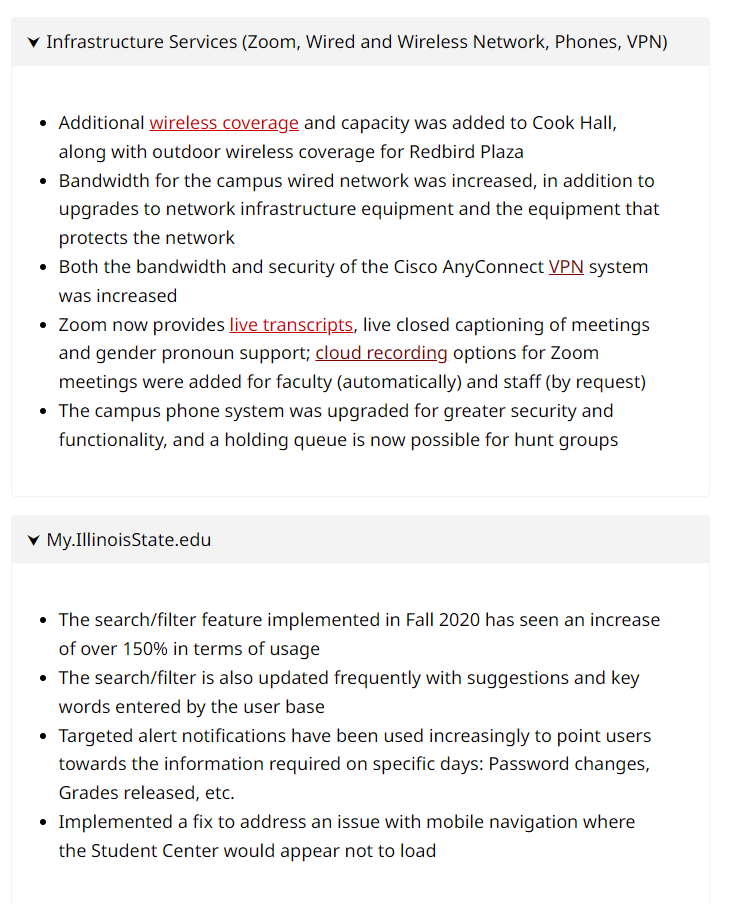 Infrastructure Services (Zoom, Wired and Wireless Network, Phones, VPN)
Additional wireless coverage and capacity was added to Cook Hall,
along with outdoor wireless coverage for Redbird Plaza
Bandwidth for the campus wired network was increased, in addition to
upgrades to network infrastructure equipment and the equipment that
protects the network
Both the bandwidth and security of the Cisco AnyConnect VPN system
was increased
Zoom now provides live transcripts, live closed captioning of meetings
and gender pronoun support; cloud recording options for Zoom
meetings were added for faculty (automatically) and staff (by request)
The campus phone system was upgraded for greater security and
functionality, and a holding queue is now possible for hunt groups
My.IllinoisState.edu
The search/filter feature implemented in Fall 2020 has seen an increase
of over 150% in terms of usage
The search/filter is also updated frequently with suggestions and key
words entered by the user base
Targeted alert notifications have been used increasingly to point users
towards the information required on specific days: Password changes,
Grades released, etc.
Implemented a fix to address an issue with mobile navigation where
the Student Center would appear not to load